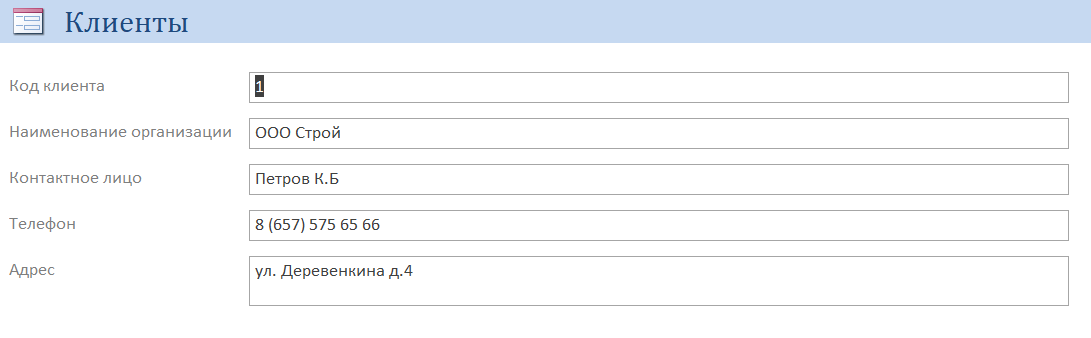 Клиенты
Код клиента 1
Наименование организации ООО Строй
Контактное лицо Петров К.Б
Телефон 8 (657) 575 65 66
Адрес ул. Деревенкина д.4